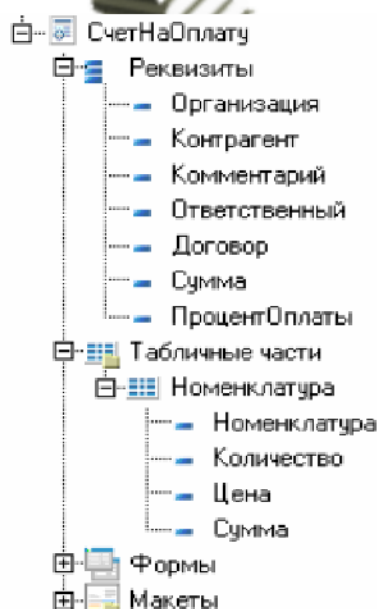 СчетНаОплату
Реквизиты
Организация
Контрагент
Комментарий
Ответственный
Договор
Сумма
ПроцентОплаты
Табличные части
Номенклатура
Номенклатура
Количество
Цена
Сумма
Формы
Макеты